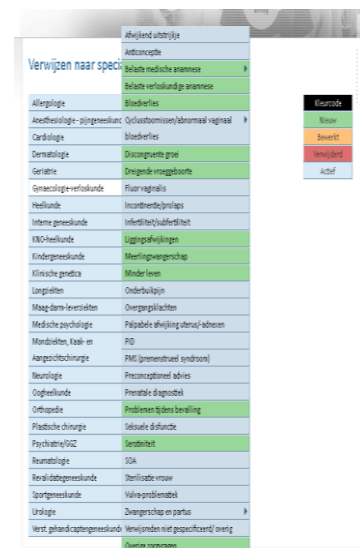 Verwijzen naar speci
Allergologie
Anesthesiologie - pijngeneeskund
Cardiologie
Dermatologie
Geriatrie
Gynaecologie-verloskunde
Heelkunde
Interne geneeskunde
KNO-heelkunde
Kindergeneeskunde
Klinische genetica
Longziekten
Maag-darm-leverziekten
Medische psychologie
Mondziekten, Kaak- en
Aangezichtschirurgie
Neurologie
Oogheelkunde
Orthopedie
Plastische chirurgie
Psychiatrie/GGZ
Reumatologie
Revalidatiegeneeskunde
Sportgeneeskunde
Urologie
Verst. gehandicaptengeneeskunde
Afwijkend uitstrijkje
Anticonceptie
Belaste medische anamnese
Belaste verloskundige anamnese
Bloedverlies
Cyclusstoornissen/abnormaal vaginaal
bloedverlies
Discongruente groei
Dreigende vroeggeboorte
Fluor vaginalis
Incontinentie/prolaps
Infertiliteit/subfertiliteit
Liggingsafwijkingen
Meerlingzwangerschap
Minder leven
Onderbuikpijn
Overgangsklachten
Palpabele afwijking uterus/-adnexen
PID
PMS (premenstrueel syndroom)
Preconceptioneel advies
Prenatale diagnostiek
Problemen tijdens bevalling
Seksuele disfunctie
Serotiniteit
SOA
Sterilisatie vrouw
Vulva-problematiek
Zwangerschap en partus
Verwijsreden niet gespecificeerd/ overig
Overige zorgvragen
Kleurcode
Nieuw
Bewerkt
Verwijderd
Actief